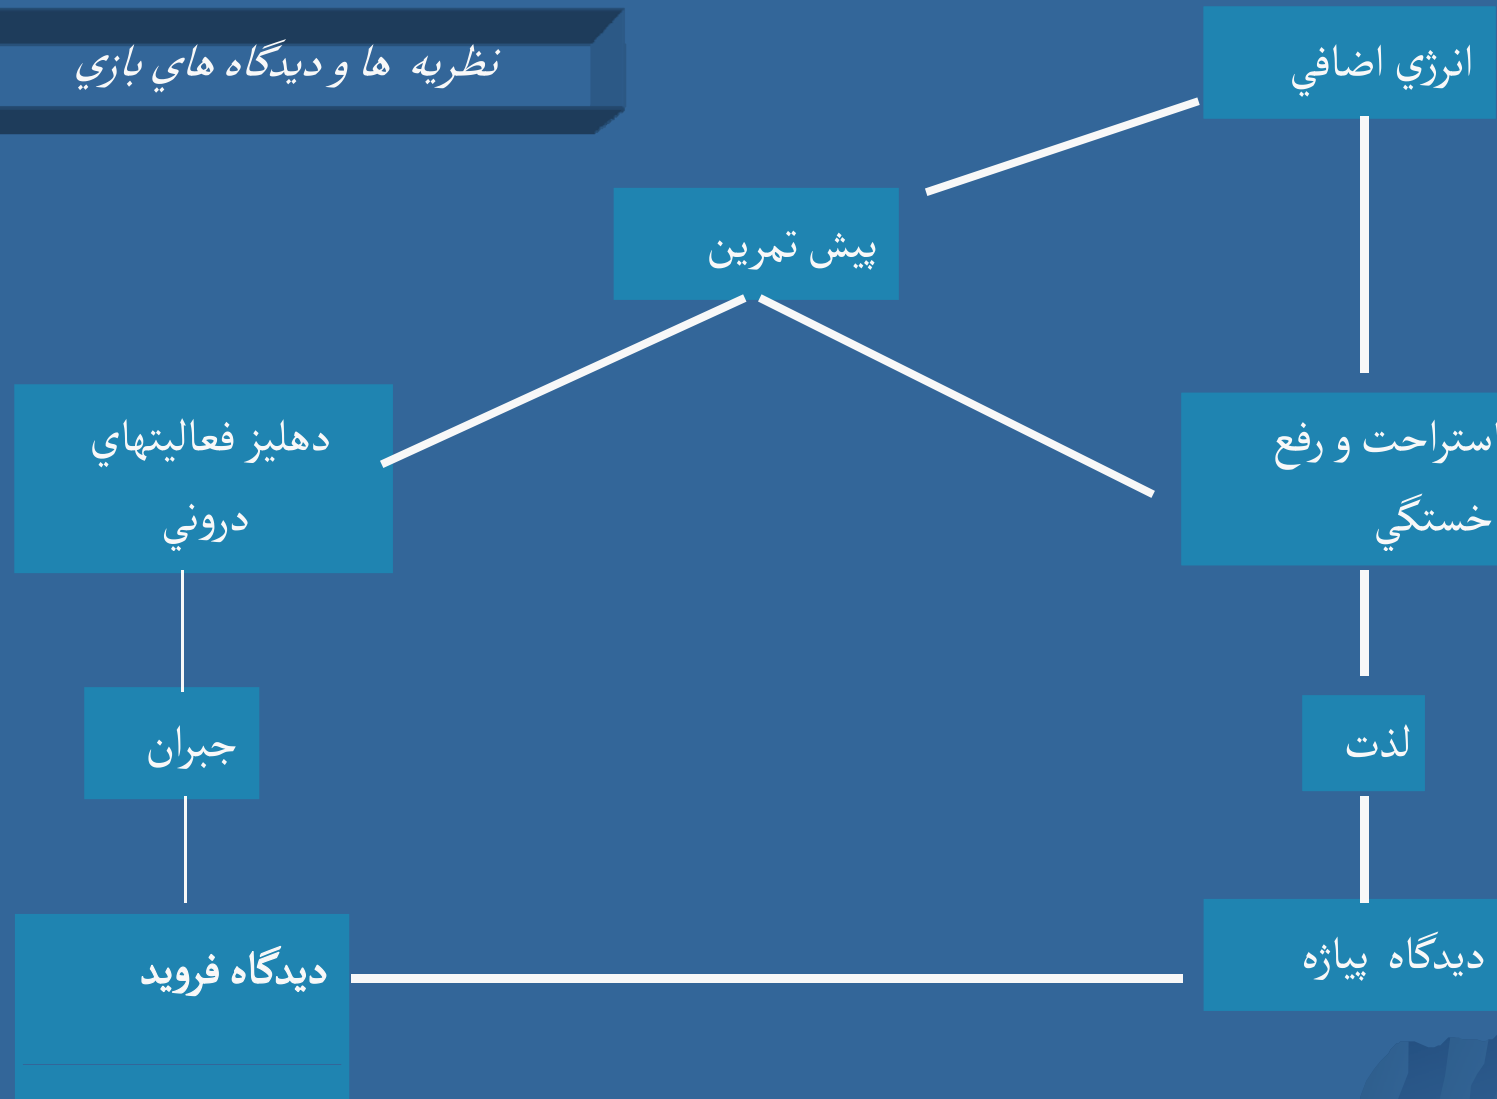 نظريه ها و ديدگاه هاي بازي
انرژي اضافي
پيش تمرين
استراحت و رفع
خستگي
دهليز فعاليتهاي
دروني
لذت
جبران
ديدگاه پياژه
ديدگاه فرويد